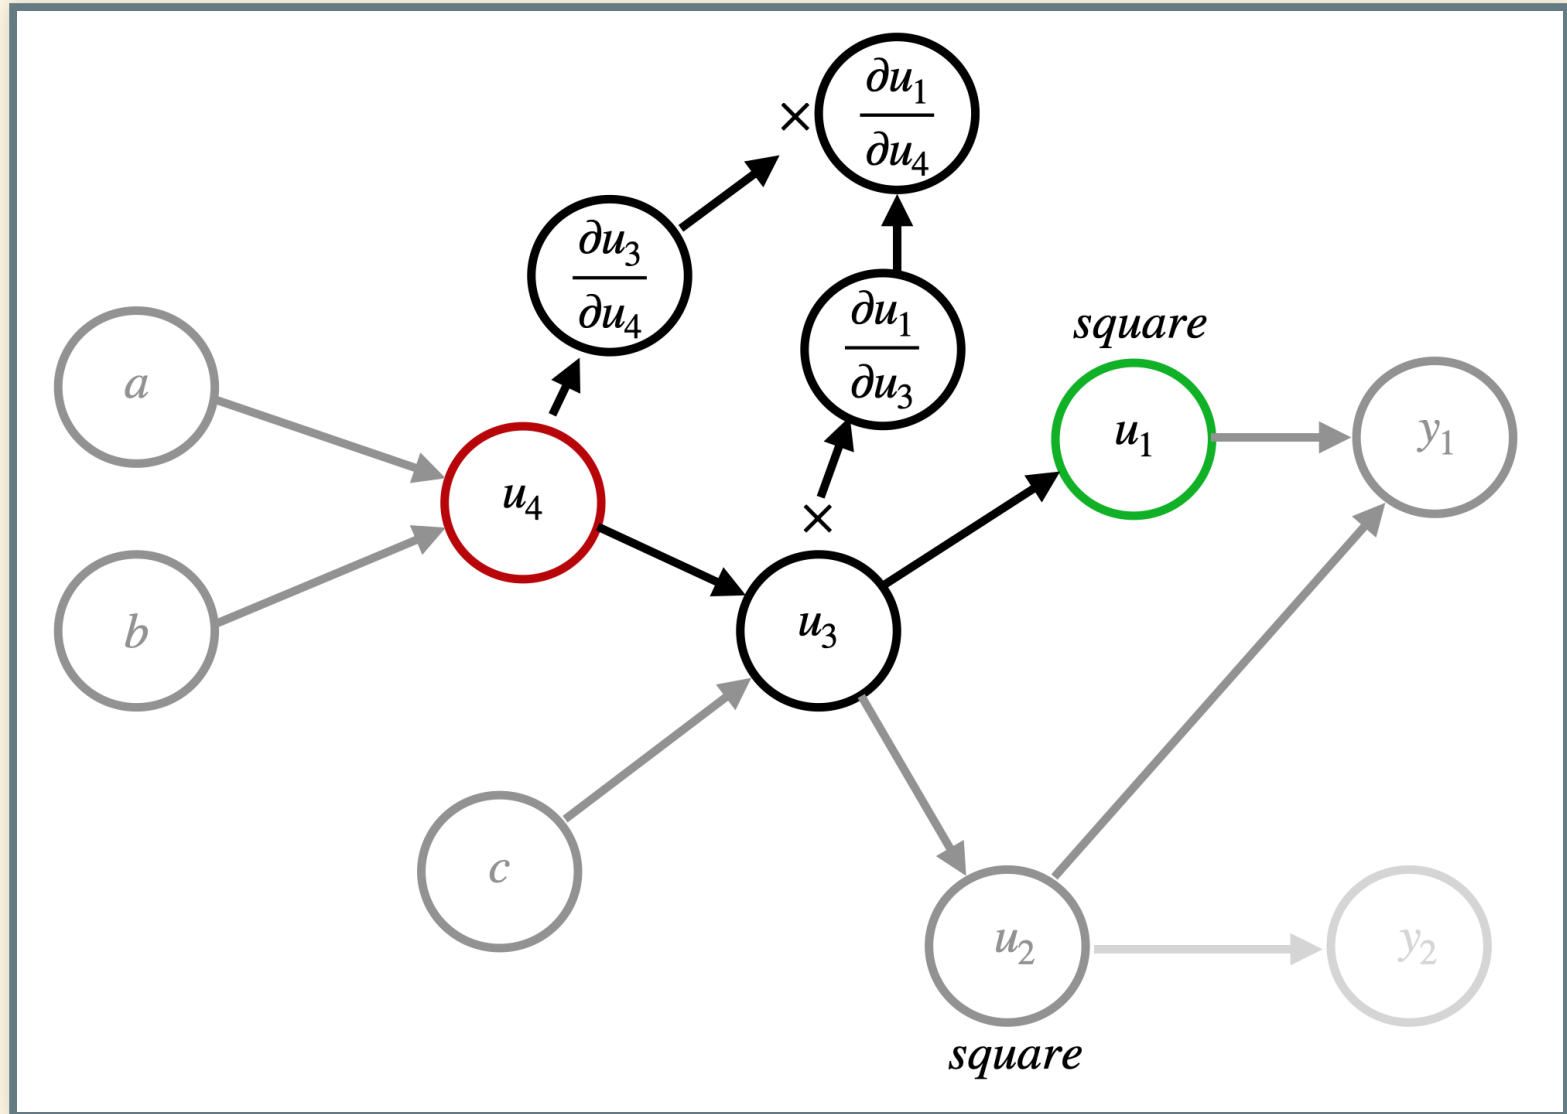 × ∂u₁
∂u₄
∂u₃
∂u₄
∂u₁
∂u₃
square
a
u₄
u₁
y₁
×
b
u₃
c
u₂
y₂
square